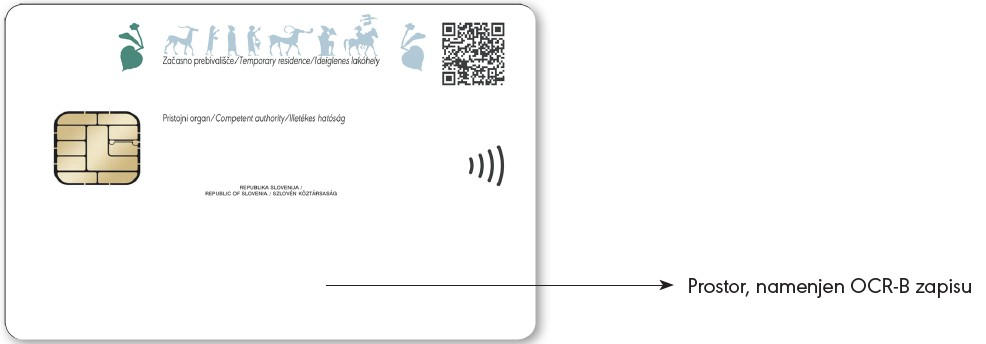 Začasno prebivališče/Temporary residence/Ideiglenes lakóhely
Pristojni organ/Competent authority/Illetékes hatóság
REPUBLIKA SLOVENIJA /
REPUBLIC OF SLOVENIA / SZLOVÉN KÖZTÁRSASÁG
Prostor, namenjen OCR-B zapisu